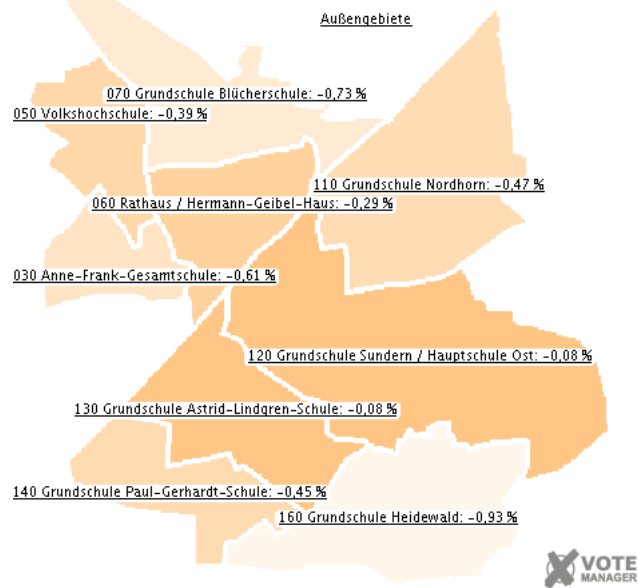 Außengebiete
070 Grundschule Blücherschule: -0,73 %
050 Volkshochschule: -0,39 %
110 Grundschule Nordhorn: -0,47 %
060 Rathaus / Hermann-Geibel-Haus: -0,29 %
030 Anne-Frank-Gesamtschule: -0,61 %
120 Grundschule Sundern / Hauptschule Ost: -0,08 %
130 Grundschule Astrid-Lindgren-Schule: -0,08 %
140 Grundschule Paul-Gerhardt-Schule: -0,45 %
160 Grundschule Heidewald: -0,93 %
VOTE
MANAGER